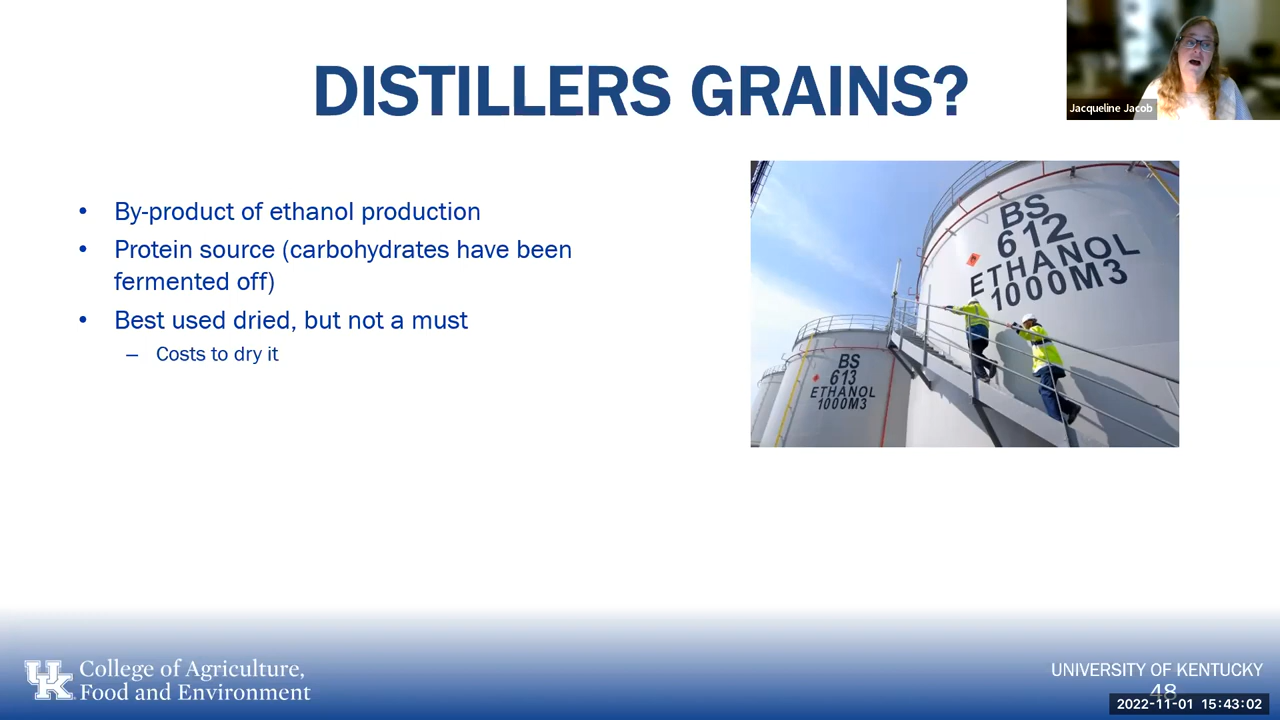 DISTILLERS GRAINS?
Jacqueline Jacob
• By-product of ethanol production
• Protein source (carbohydrates have been
fermented off)
• Best used dried, but not a must
– Costs to dry it
BS
612
ETHANOL
1000M3
BS
613
ETHANOL
1000M3
UK
College of Agriculture,
Food and Environment
UNIVERSITY OF KENTUCKY
48
2022-11-01 15:43:02